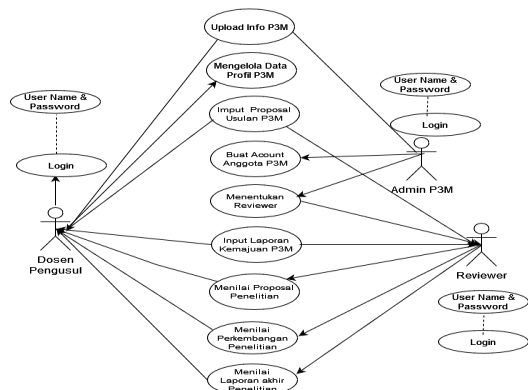 Upload Info P3M
Mengelola Data
Profil P3M
Imput Proposal
Usulan P3M
Buat Acount
Anggota P3M
Menentukan
Reviewer
Input Laporan
Kemajuan P3M
Menilai Proposal
Penelitian
Menilai
Perkembangan
Penelitian
Menilai
Laporan akhir
Penelitian
User Name &
Password
Login
Dosen
Pengusul
User Name &
Password
Login
Admin P3M
Reviewer
User Name &
Password
Login